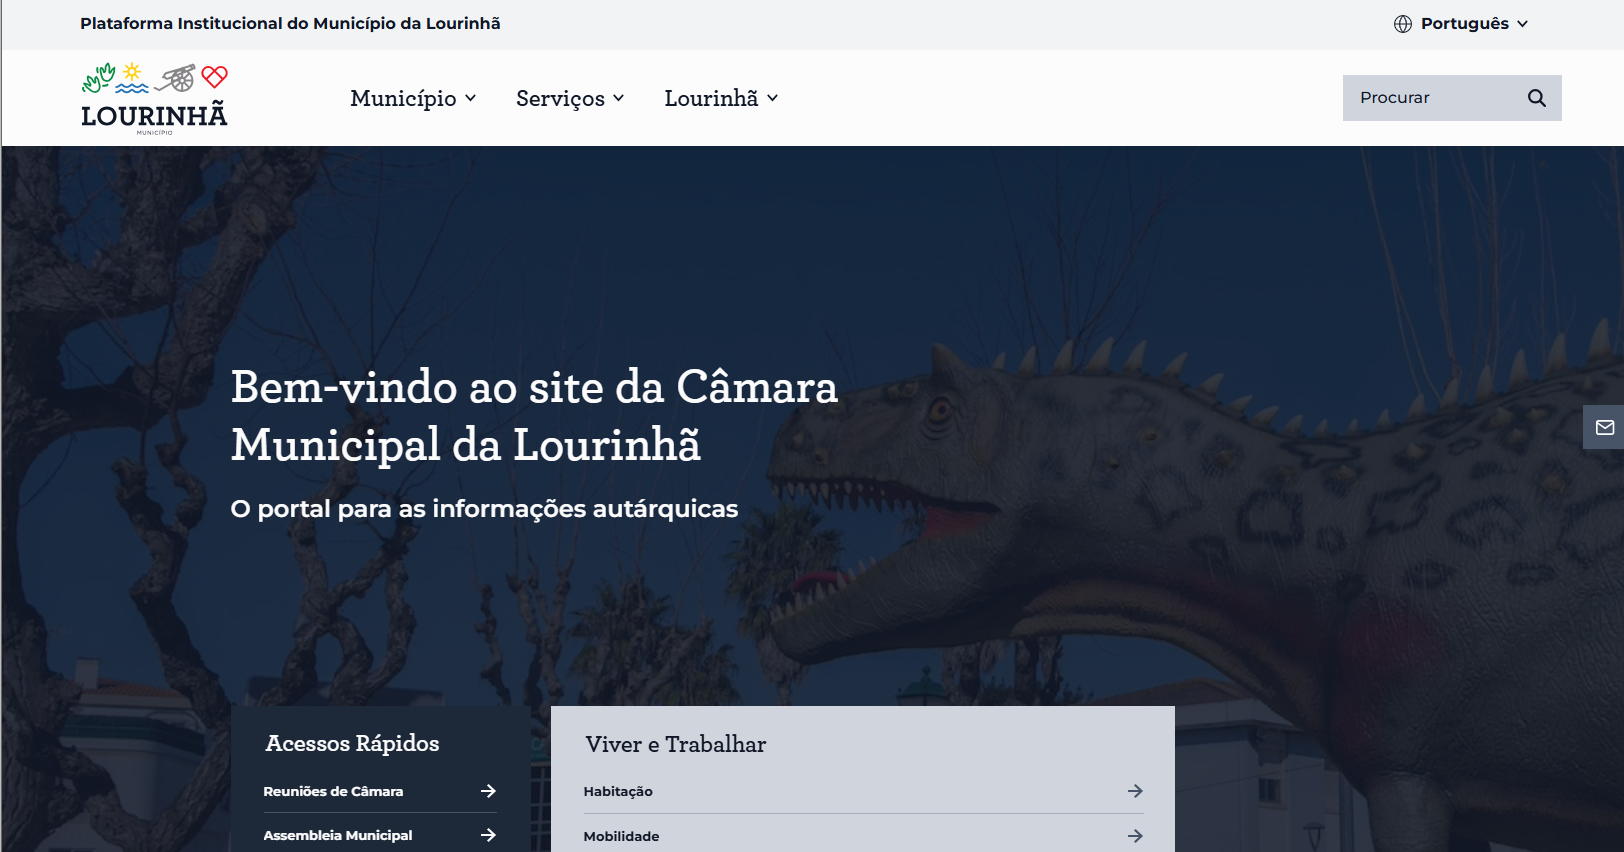 Plataforma Institucional do Município da Lourinhã
Português
LOURINHÃ
MUNICÍPIO
Município
Serviços
Lourinhã
Procurar
Bem-vindo ao site da Câmara
Municipal da Lourinhã
O portal para as informações autárquicas
Acessos Rápidos
Reuniões de Câmara
Assembleia Municipal
Viver e Trabalhar
Habitação
Mobilidade